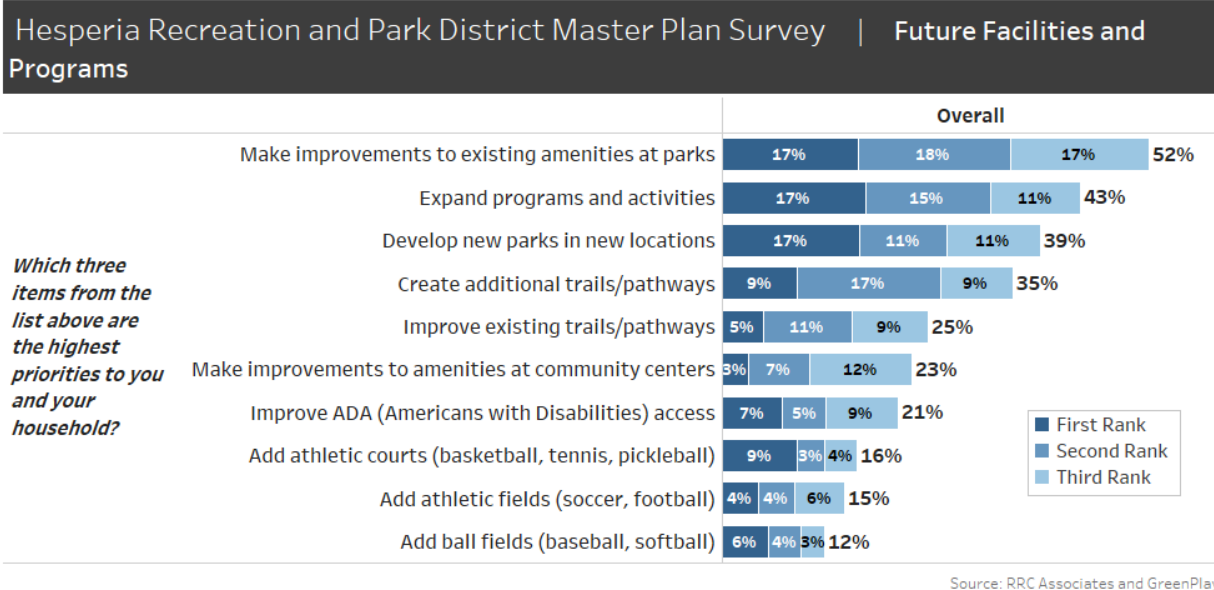 Hesperia Recreation and Park District Master Plan Survey | Future Facilities and
Programs
Overall
Which three
items from the
list above are
the highest
priorities to you
and your
household?
Make improvements to existing amenities at parks 17% 18% 17% 52%
Expand programs and activities 17% 15% 11% 43%
Develop new parks in new locations 17% 11% 11% 39%
Create additional trails/pathways 9% 17% 9% 35%
Improve existing trails/pathways 5% 11% 9% 25%
Make improvements to amenities at community centers 3% 7% 12% 23%
Improve ADA (Americans with Disabilities) access 7% 5% 9% 21%
Add athletic courts (basketball, tennis, pickleball) 9% 3% 4% 16%
Add athletic fields (soccer, football) 4% 4% 6% 15%
Add ball fields (baseball, softball) 6% 4% 3% 12%
First Rank
Second Rank
Third Rank
Source: RRC Associates and GreenPlay